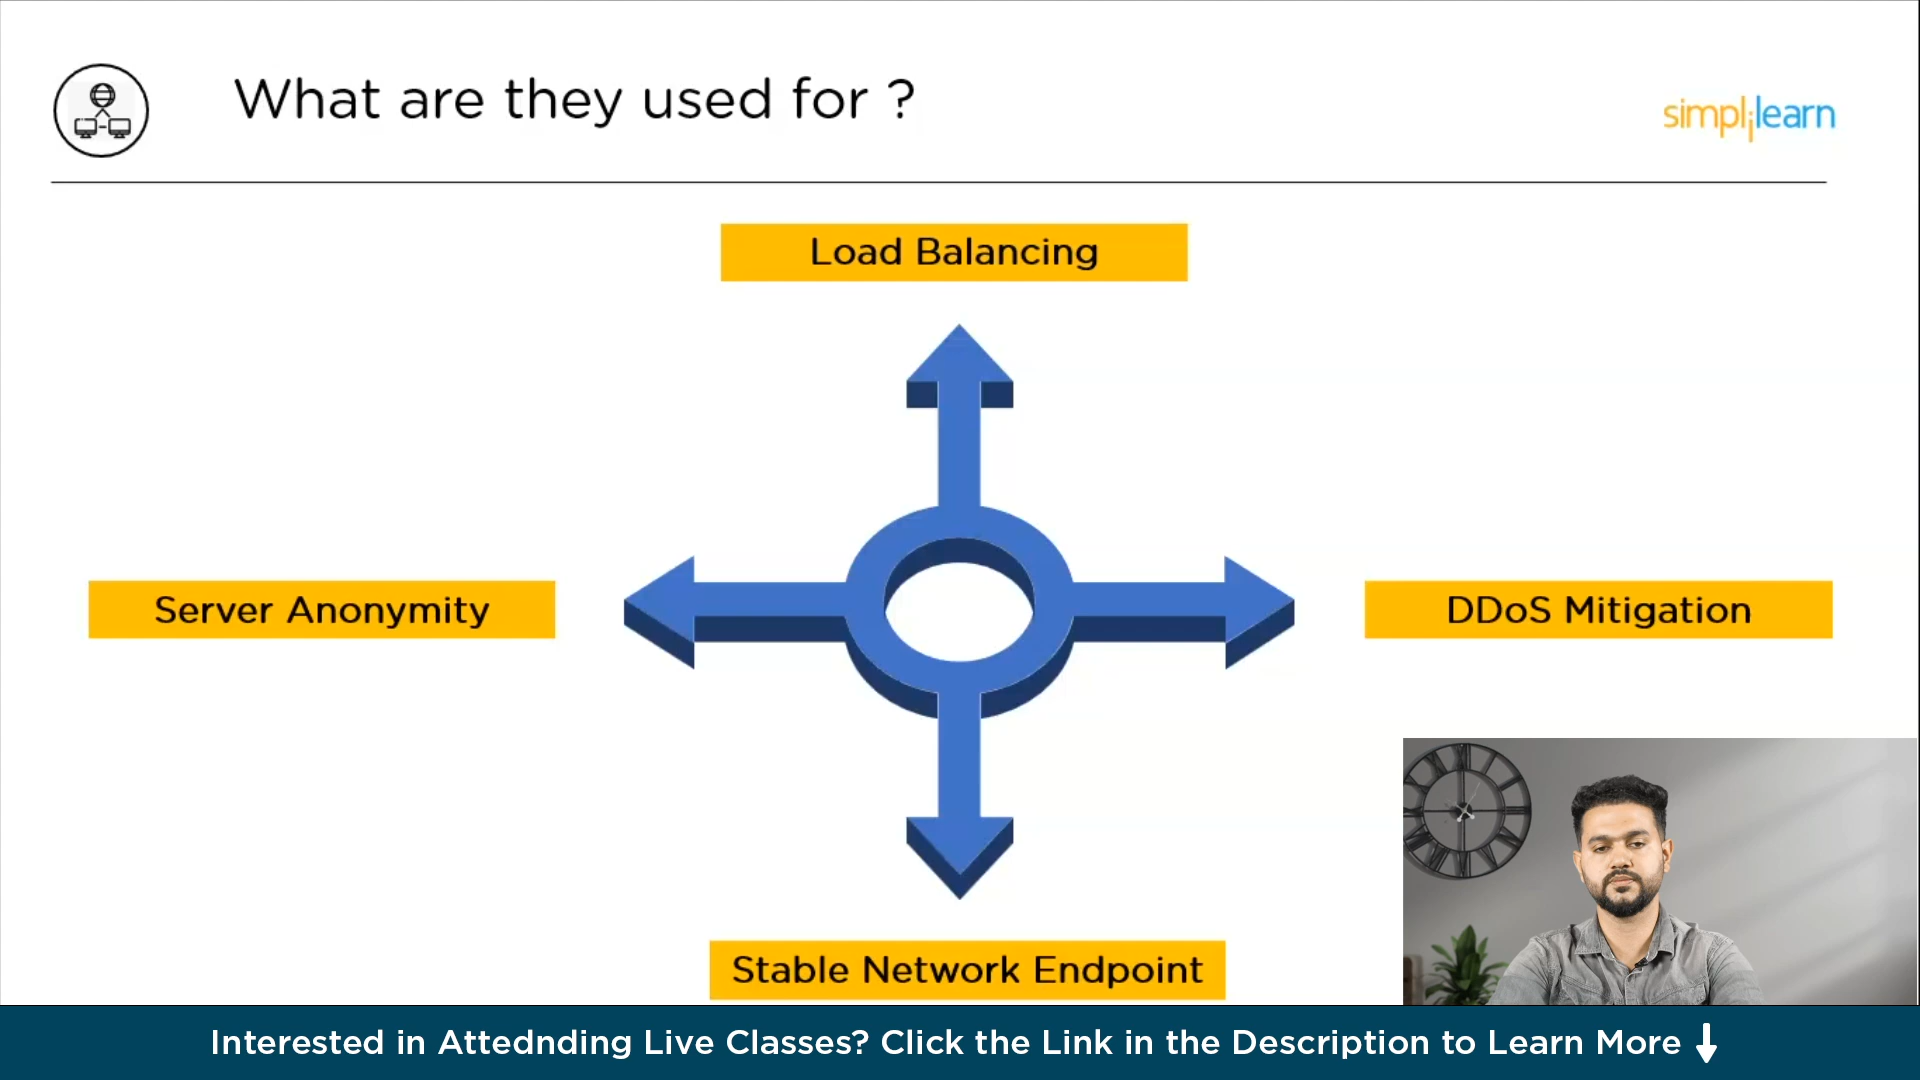 What are they used for ?
simplilearn
Load Balancing
Server Anonymity
DDoS Mitigation
Stable Network Endpoint
Interested in Attednding Live Classes? Click the Link in the Description to Learn More